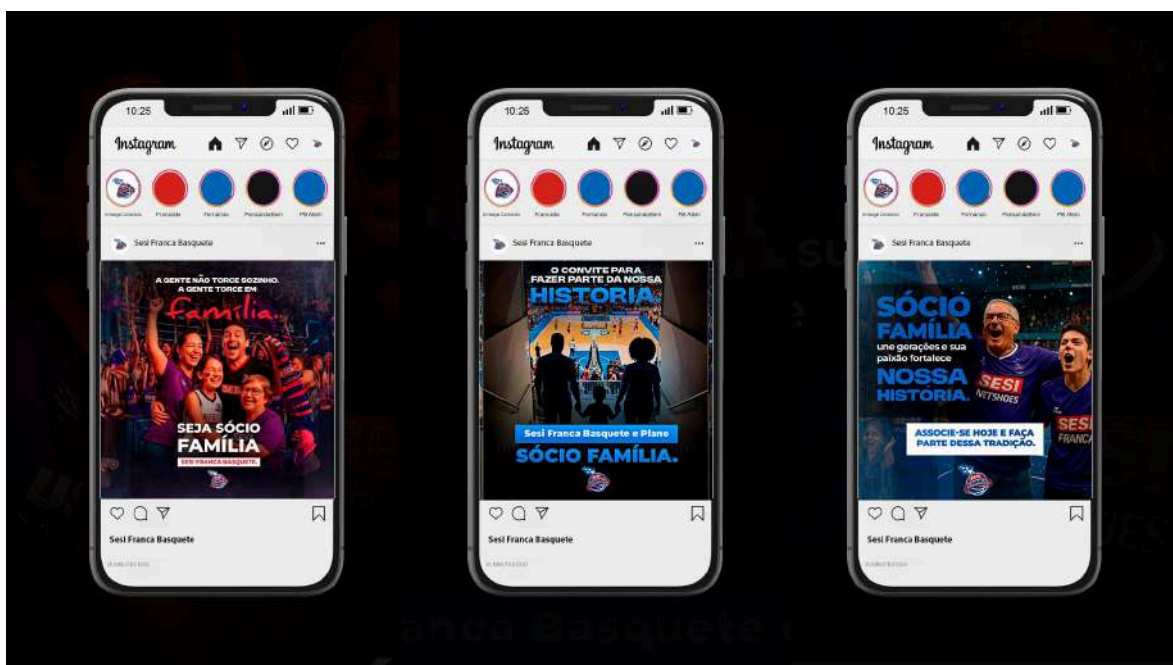 10:25
Instagram
Sesi Franca Basquete
A GENTE NÃO TORCE SOZINHO.
A GENTE TORCE EM
família.
SEJA SÓCIO
FAMÍLIA
SESI FRANCA BASQUETE.
Sesi Franca Basquete
10:25
Instagram
Sesi Franca Basquete
O CONVITE PARA
FAZER PARTE DA NOSSA
HISTÓRIA.
Sesi Franca Basquete e Plano
SÓCIO FAMÍLIA.
Sesi Franca Basquete
10:25
Instagram
Sesi Franca Basquete
SÓCIO
FAMÍLIA
une gerações e sua
paixão fortalece
NOSSA
HISTÓRIA.
SESI
NETSHOES
SESI
FRANCA
ASSOCIE-SE HOJE E FAÇA
PARTE DESSA TRADIÇÃO.
Sesi Franca Basquete